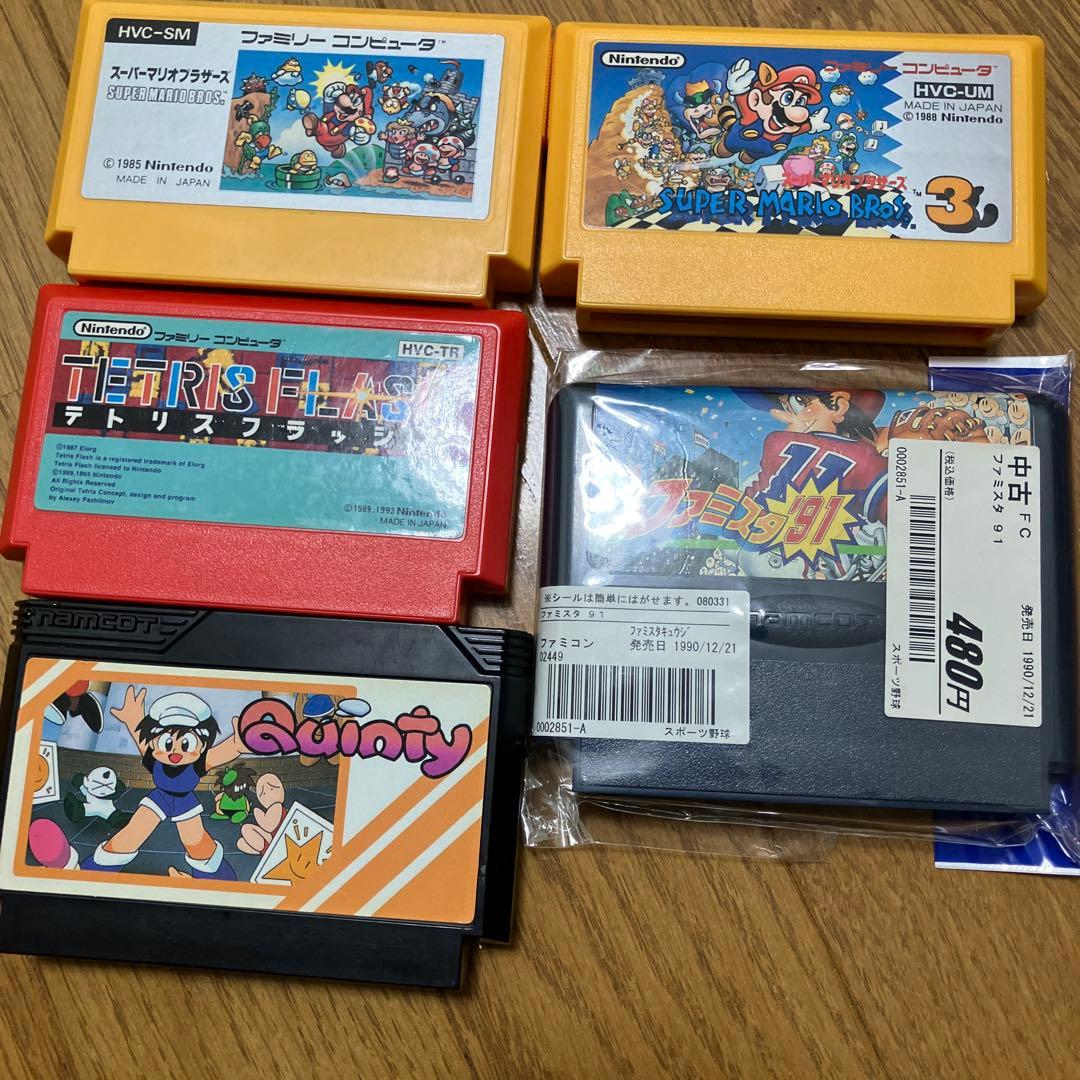 HVC-SM
ファミリー コンピュータ™
スーパーマリオブラザーズ
SUPER MARIO BROS.™
©1985 Nintendo
MADE IN JAPAN
Nintendo®
ファミリー コンピュータ™
HVC-UM
MADE IN JAPAN
©1988 Nintendo
スーパーマリオブラザーズ
SUPER MARIO BROS.™ 3
Nintendo®
ファミリー コンピュータ™
HVC-TR
TETRIS FLASH
テトリスフラッシュ
©1987 Elorg
Tetris Flash is a registered trademark of Elorg
Tetris Flash licensed to Nintendo
©1989,1993 Nintendo
All Rights Reserved
Original Tetris Concept, design and program
by Alexey Pazhitnov
©1989,1993 Nintendo
MADE IN JAPAN
11
ファミスタ'91
namcot
※シールは簡単にはがせます。 080331
ファミスタ 91
ファミスタキュウジ
ファミコン
発売日 1990/12/21
02449
0002851-A
スポーツ野球
中古 FC
ファミスタ 91
(税込価格)
0002851-A
発売日 1990/12/21
480円
スポーツ野球
namcot
Quinty